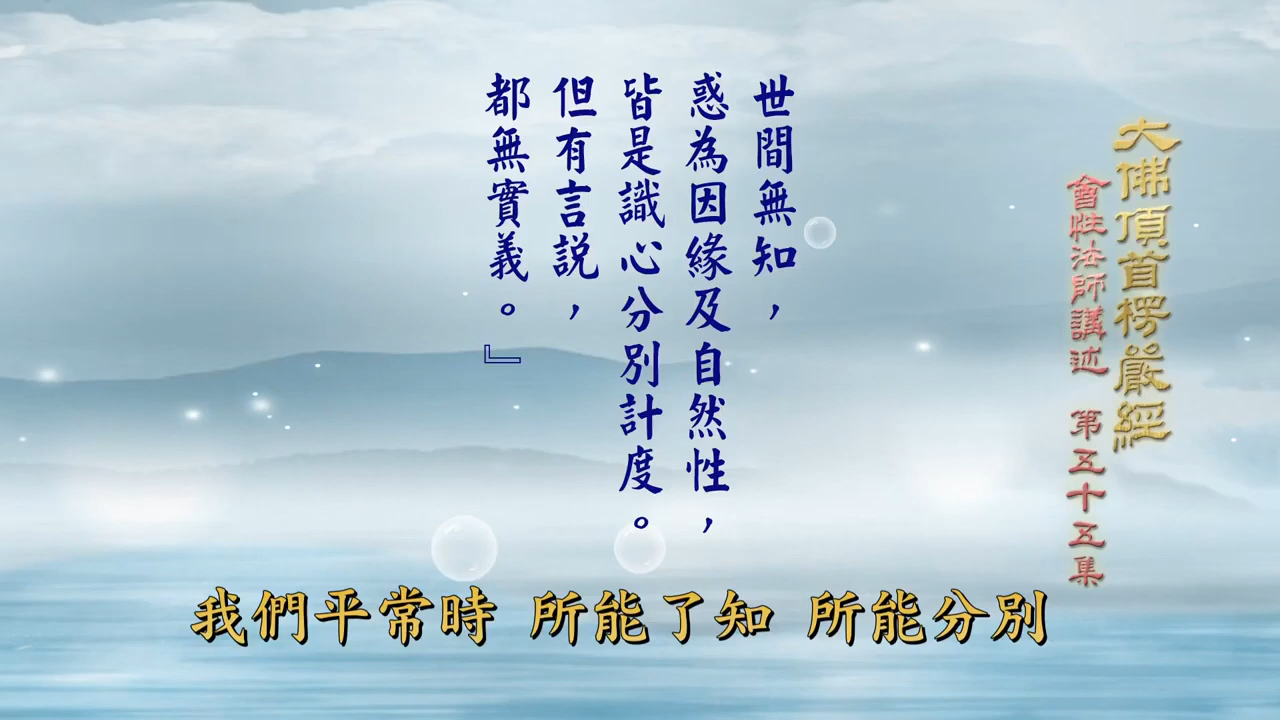 大佛頂首楞嚴經
會性法師講述 第五十五集
世間無知，
惑為因緣及自然性，
皆是識心分別計度。
但有言說，
都無實義。』
我們平常時 所能了知 所能分別